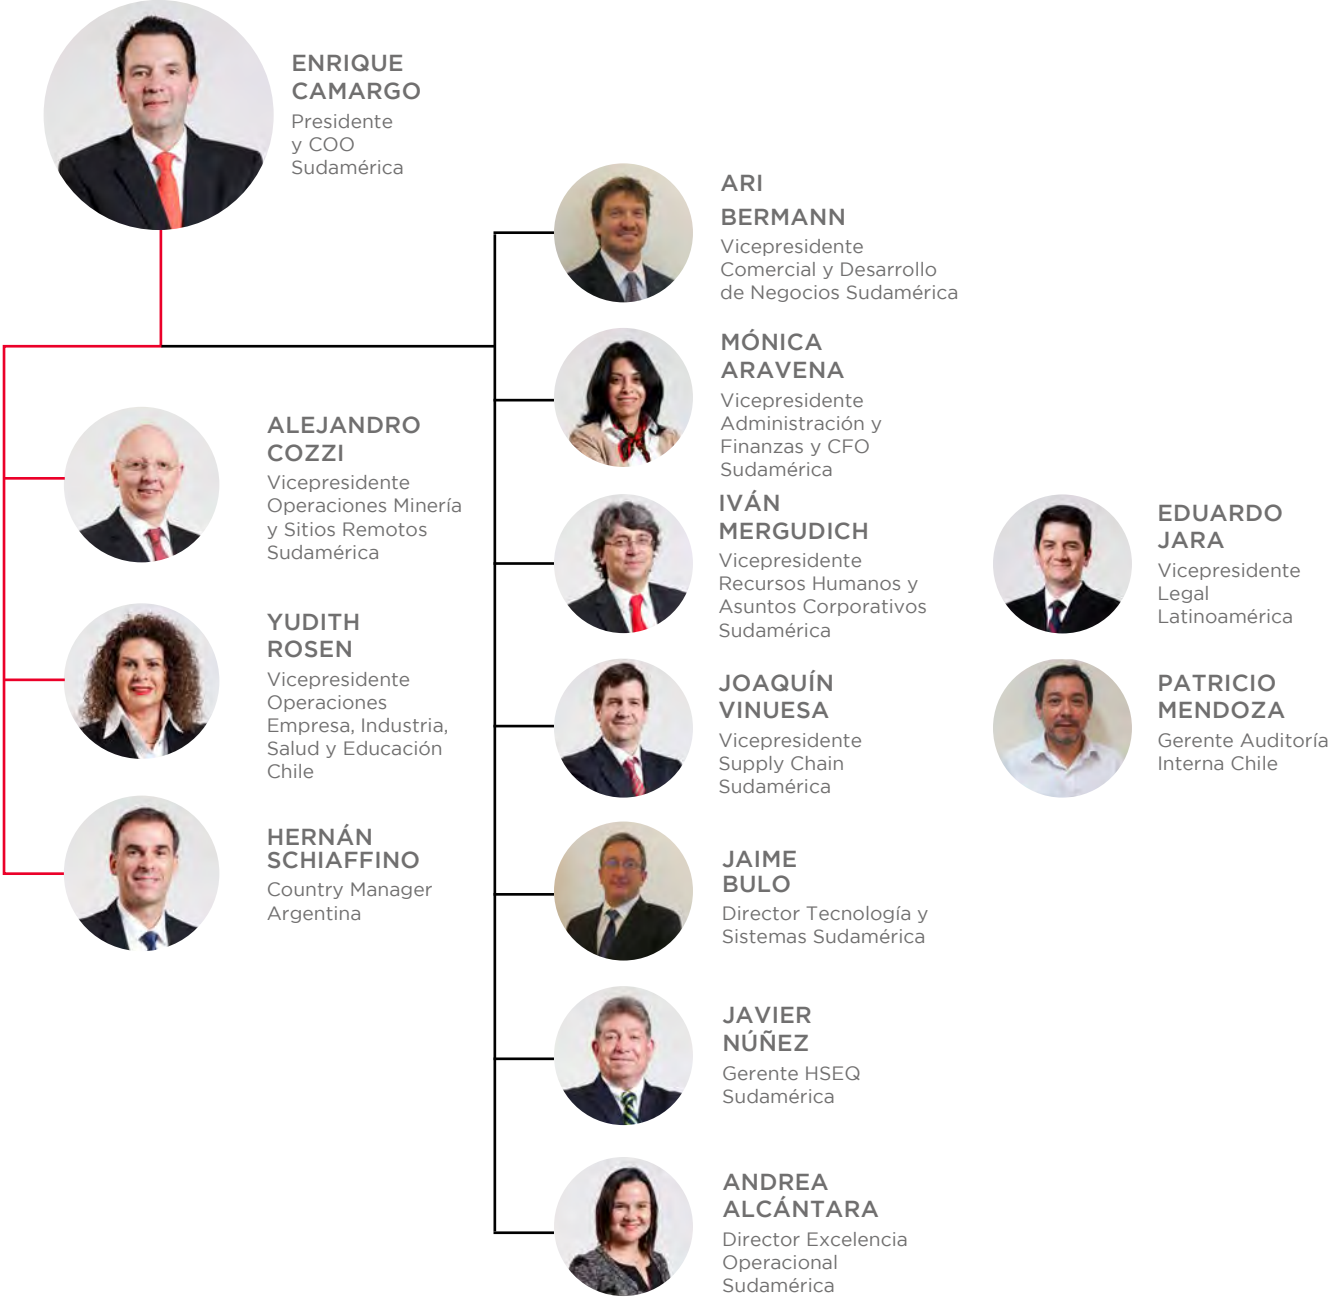 ENRIQUE
CAMARGO
Presidente
y COO
Sudamérica
ALEJANDRO
COZZI
Vicepresidente
Operaciones Minería
y Sitios Remotos
Sudamérica
YUDITH
ROSEN
Vicepresidente
Operaciones
Empresa, Industria,
Salud y Educación
Chile
HERNÁN
SCHIAFFINO
Country Manager
Argentina
ARI
BERMANN
Vicepresidente
Comercial y Desarrollo
de Negocios Sudamérica
MÓNICA
ARAVENA
Vicepresidente
Administración y
Finanzas y CFO
Sudamérica
IVÁN
MERGUDICH
Vicepresidente
Recursos Humanos y
Asuntos Corporativos
Sudamérica
JOAQUÍN
VINUESA
Vicepresidente
Supply Chain
Sudamérica
JAIME
BULO
Director Tecnología y
Sistemas Sudamérica
JAVIER
NÚÑEZ
Gerente HSEQ
Sudamérica
ANDREA
ALCÁNTARA
Director Excelencia
Operacional
Sudamérica
EDUARDO
JARA
Vicepresidente
Legal
Latinoamérica
PATRICIO
MENDOZA
Gerente Auditoría
Interna Chile